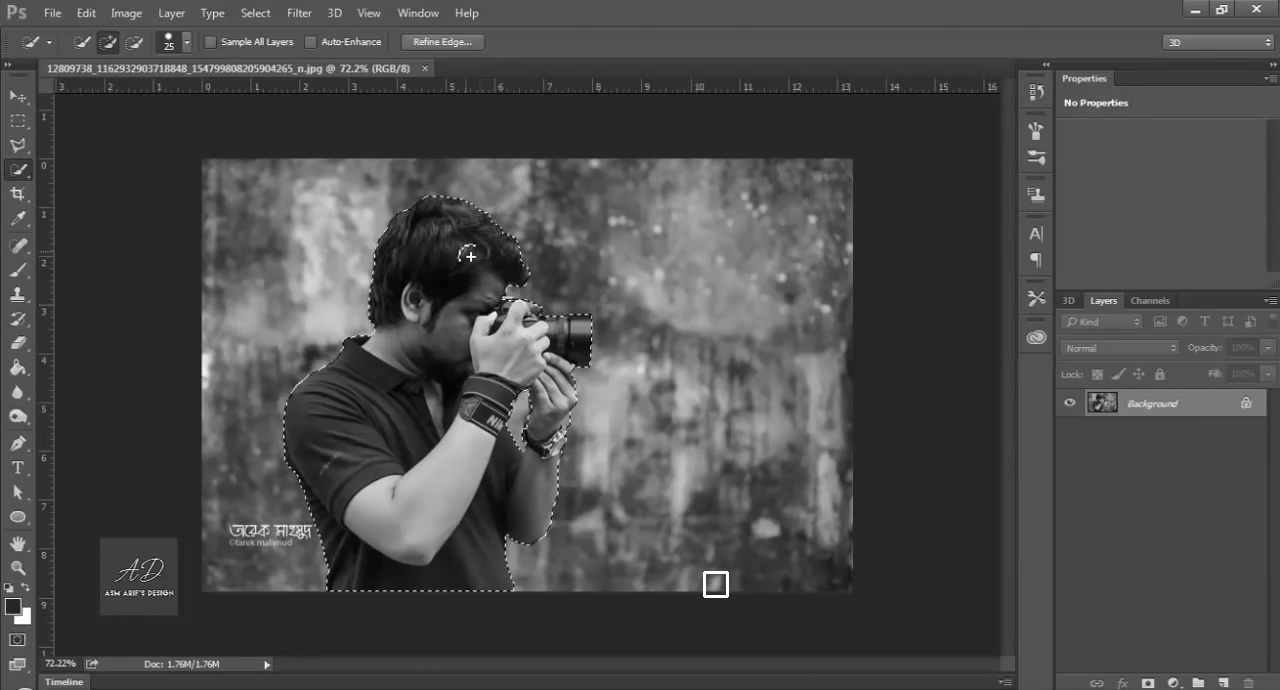 Ps File Edit Image Layer Type Select Filter 3D View Window Help
25 Sample All Layers Auto-Enhance Refine Edge... 3D
12809738_1162932903718848_154799808205904265_n.jpg @ 72.2% (RGB/8) ×
3 2 1 0 1 2 3 4 5 6 7 8 9 10 11 12 13 14 15 16
0 1 2 3 4 5 6 7 8 9
Properties
No Properties
3D Layers Channels
Kind
Normal Opacity: 100%
Lock: Fill: 100%
Background
NIK
তারেক মাহমুদ
©tarek mahmud
AD
ASM ARIF'S DESIGN
72.22% Doc: 1.76M/1.76M
Timeline